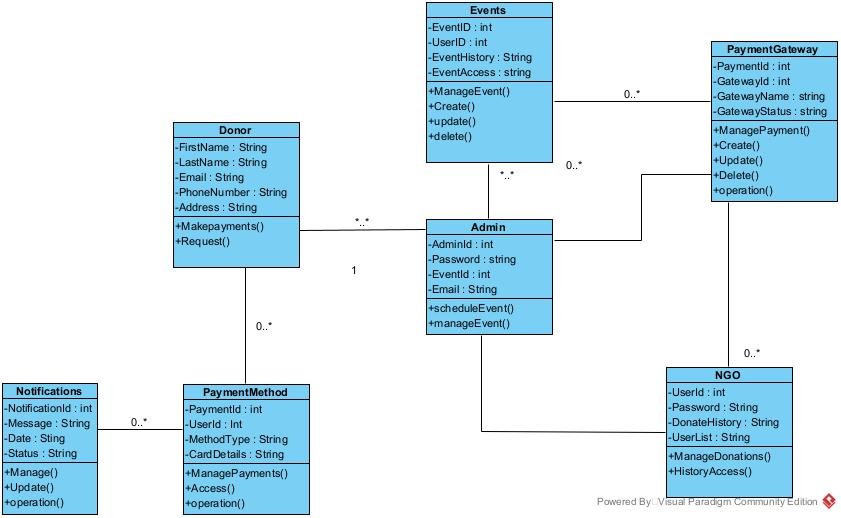 Events
-EventID : int
-UserID : int
-EventHistory : String
-EventAccess : string
+ManageEvent()
+Create()
+update()
+delete()
PaymentGateway
-PaymentId : int
-GatewayId : int
-GatewayName : string
-GatewayStatus : string
+ManagePayment()
+Create()
+Update()
+Delete()
+operation()
0..*
Donor
-FirstName : String
-LastName : String
-Email : String
-PhoneNumber : String
-Address : String
+Makepayments()
+Request()
*..*
0..*
*..*
1
Admin
-AdminId : int
-Password : string
-EventId : int
-Email : String
+scheduleEvent()
+manageEvent()
0..*
0..*
Notifications
-NotificationId : int
-Message : String
-Date : Sting
-Status : String
+Manage()
+Update()
+operation()
0..*
PaymentMethod
-PaymentId : int
-UserId : Int
-MethodType : String
-CardDetails : String
+ManagePayments()
+Access()
+operation()
NGO
-UserId : int
-Password : String
-DonateHistory : String
-UserList : String
+ManageDonations()
+HistoryAccess()
Powered By Visual Paradigm Community Edition